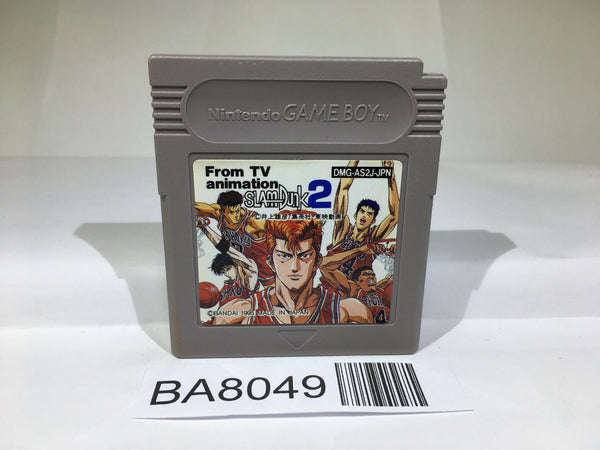 Nintendo GAME BOY TM
From TV
animation
DMG-AS2J-JPN
SLAM DUNK 2
©井上雄彦/集英社・東映動画
©BANDAI 1995 MADE IN JAPAN
BA8049